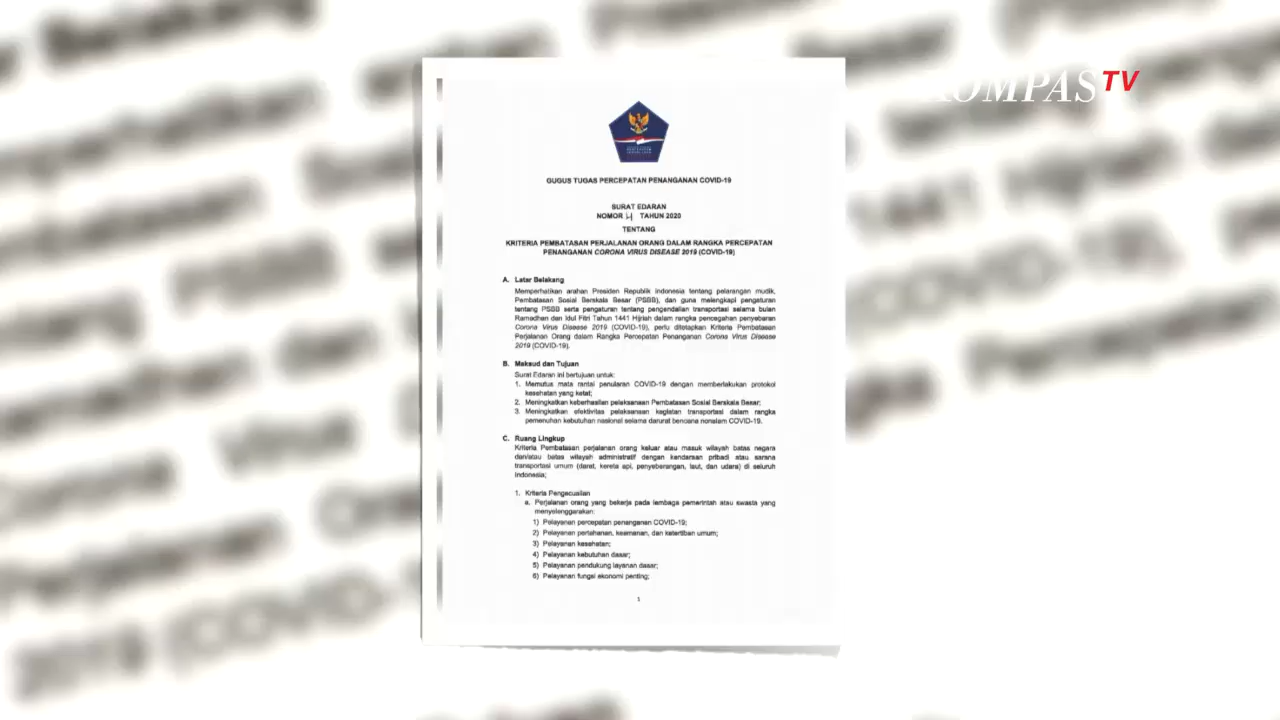 KOMPAS TV
GUGUS TUGAS PERCEPATAN PENANGANAN COVID-19
SURAT EDARAN
NOMOR 4 TAHUN 2020
TENTANG
KRITERIA PEMBATASAN PERJALANAN ORANG DALAM RANGKA PERCEPATAN
PENANGANAN CORONA VIRUS DISEASE 2019 (COVID-19)
A. Latar Belakang
Memperhatikan arahan Presiden Republik Indonesia tentang pelarangan mudik,
Pembatasan Sosial Berskala Besar (PSBB), dan guna melengkapi pengaturan
tentang PSBB serta pengaturan tentang pengendalian transportasi selama bulan
Ramadhan dan Idul Fitri Tahun 1441 Hijriah dalam rangka pencegahan penyebaran
Corona Virus Disease 2019 (COVID-19), perlu ditetapkan Kriteria Pembatasan
Perjalanan Orang dalam Rangka Percepatan Penanganan Corona Virus Disease
2019 (COVID-19).
B. Maksud dan Tujuan
Surat Edaran ini bertujuan untuk:
1. Memutus mata rantai penularan COVID-19 dengan memberlakukan protokol
kesehatan yang ketat;
2. Meningkatkan keberhasilan pelaksanaan Pembatasan Sosial Berskala Besar;
3. Meningkatkan efektivitas pelaksanaan kegiatan transportasi dalam rangka
pemenuhan kebutuhan nasional selama darurat bencana nonalam COVID-19.
C. Ruang Lingkup
Kriteria Pembatasan perjalanan orang keluar atau masuk wilayah batas negara
dan/atau batas wilayah administratif dengan kendaraan pribadi atau sarana
transportasi umum (darat, kereta api, penyeberangan, laut, dan udara) di seluruh
Indonesia;
1. Kriteria Pengecualian
a. Perjalanan orang yang bekerja pada lembaga pemerintah atau swasta yang
menyelenggarakan:
1) Pelayanan percepatan penanganan COVID-19;
2) Pelayanan pertahanan, keamanan, dan ketertiban umum;
3) Pelayanan kesehatan;
4) Pelayanan kebutuhan dasar;
5) Pelayanan pendukung layanan dasar;
6) Pelayanan fungsi ekonomi penting;
1